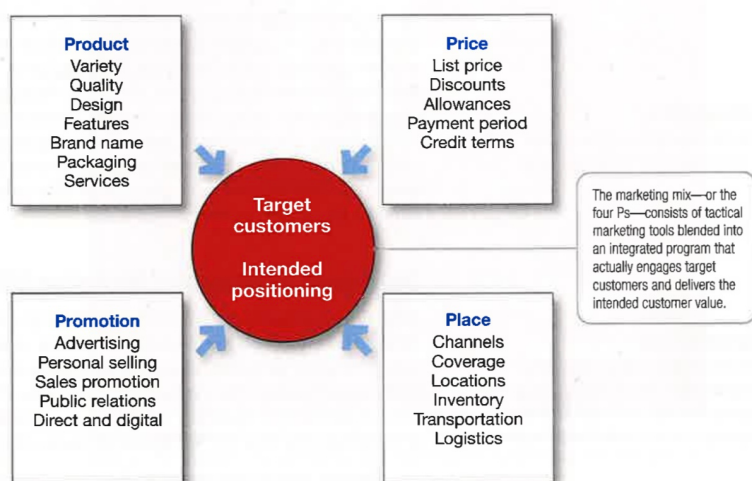 Product
Variety
Quality
Design
Features
Brand name
Packaging
Services
Price
List price
Discounts
Allowances
Payment period
Credit terms
Target
customers
Intended
positioning
The marketing mix—or the
four Ps—consists of tactical
marketing tools blended into
an integrated program that
actually engages target
customers and delivers the
intended customer value.
Promotion
Advertising
Personal selling
Sales promotion
Public relations
Direct and digital
Place
Channels
Coverage
Locations
Inventory
Transportation
Logistics